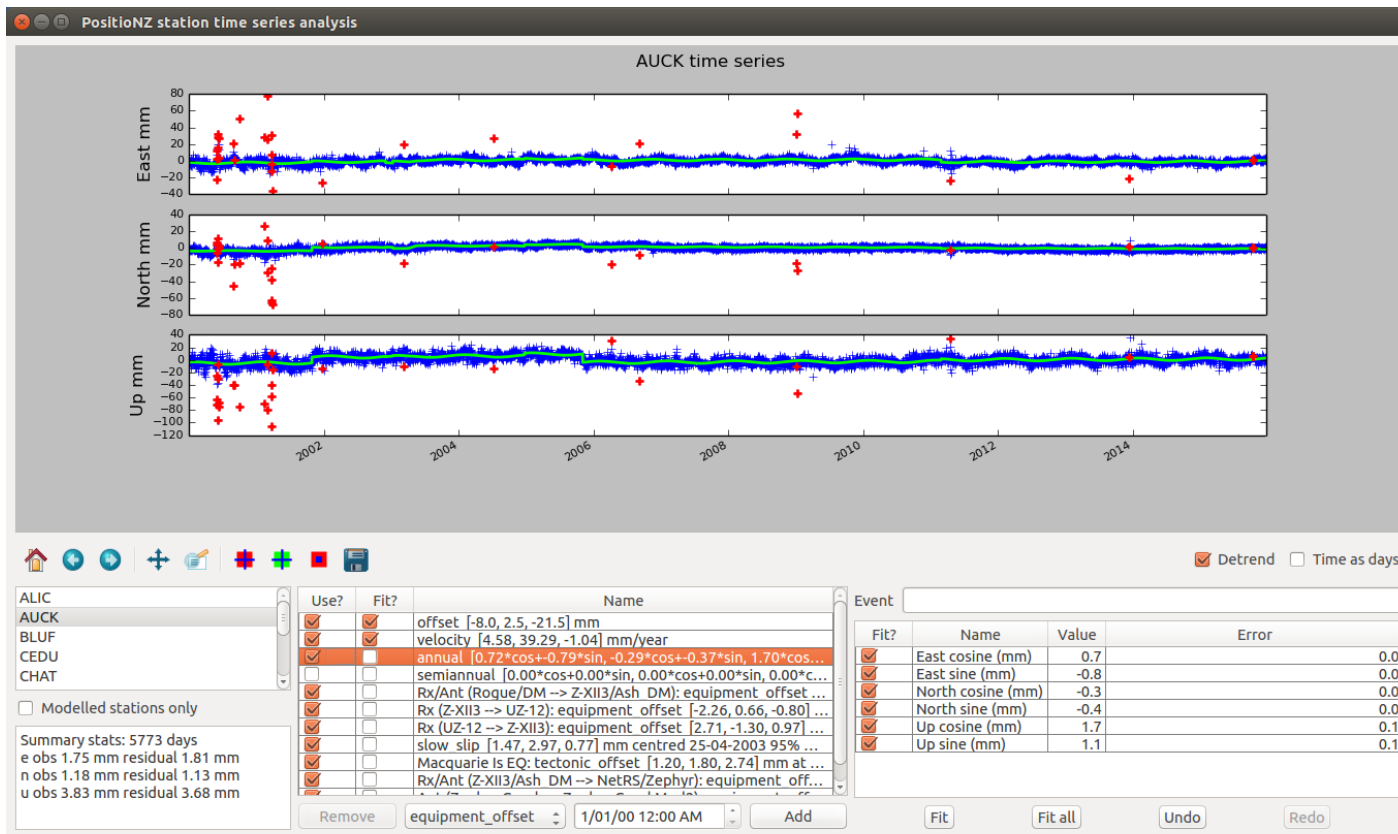 PositioNZ station time series analysis
AUCK time series
East mm
80
60
40
20
0
−20
−40
North mm
40
20
0
−20
−40
−60
−80
Up mm
40
20
0
−20
−40
−60
−80
−100
−120
2002
2004
2006
2008
2010
2012
2014
Detrend
Time as days
ALIC
AUCK
BLUF
CEDU
CHAT
Modelled stations only
Summary stats: 5773 days
e obs 1.75 mm residual 1.81 mm
n obs 1.18 mm residual 1.13 mm
u obs 3.83 mm residual 3.68 mm
Use? Fit? Name
offset [-8.0, 2.5, -21.5] mm
velocity [4.58, 39.29, -1.04] mm/year
annual [0.72*cos+-0.79*sin, -0.29*cos+-0.37*sin, 1.70*cos...
semiannual [0.00*cos+0.00*sin, 0.00*cos+0.00*sin, 0.00*c...
Rx/Ant (Rogue/DM --> Z-XII3/Ash_DM): equipment_offset ...
Rx (Z-XII3 --> UZ-12): equipment_offset [-2.26, 0.66, -0.80] ...
Rx (UZ-12 --> Z-XII3): equipment_offset [2.71, -1.30, 0.97] ...
slow_slip [1.47, 2.97, 0.77] mm centred 25-04-2003 95% ...
Macquarie Is EQ: tectonic_offset [1.20, 1.80, 2.74] mm at ...
Rx/Ant (Z-XII3/Ash_DM --> NetRS/Zephyr): equipment_off...
Remove
equipment_offset
1/01/00 12:00 AM
Add
Event
Fit? Name Value Error
East cosine (mm) 0.7 0.0
East sine (mm) -0.8 0.0
North cosine (mm) -0.3 0.0
North sine (mm) -0.4 0.0
Up cosine (mm) 1.7 0.1
Up sine (mm) 1.1 0.1
Fit
Fit all
Undo
Redo